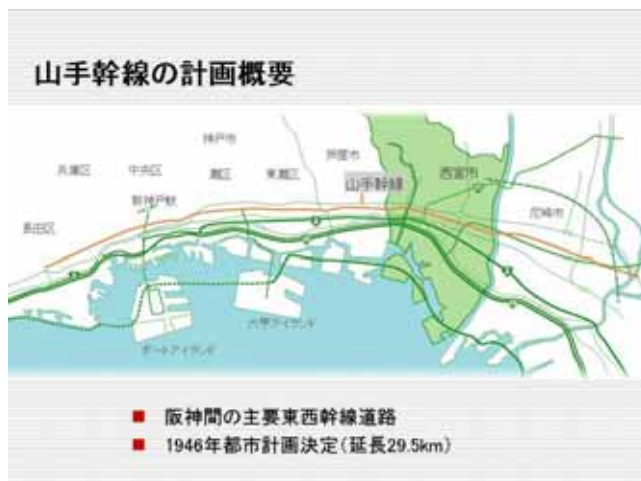 山手幹線の計画概要
神戸市
芦屋市
兵庫区
中央区
灘区
東灘区
山手幹線
西宮市
新神戸駅
尼崎市
長田区
六甲アイランド
ポートアイランド
■ 阪神間の主要東西幹線道路
■ 1946年都市計画決定(延長29.5km)